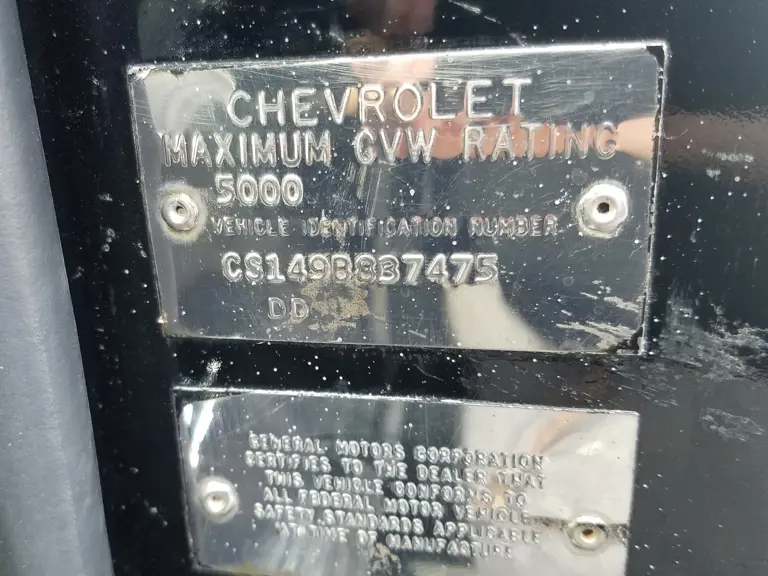 CHEVROLET
MAXIMUM GVW RATING
5000
VEHICLE IDENTIFICATION NUMBER
CS149B837475
DD
GENERAL MOTORS CORPORATION
CERTIFIES TO THE DEALER THAT
THIS VEHICLE CONFORMS TO
ALL FEDERAL MOTOR VEHICLE
SAFETY STANDARDS APPLICABLE
AT TIME OF MANUFACTURE